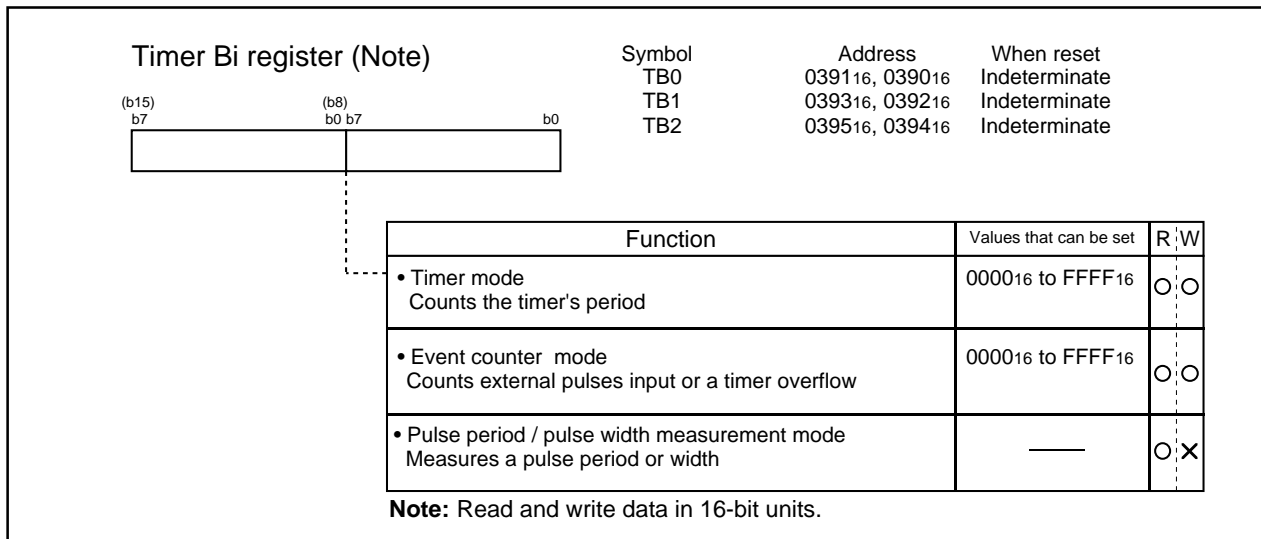 Timer Bi register (Note)
Symbol Address When reset
TB0 039116, 039016 Indeterminate
TB1 039316, 039216 Indeterminate
TB2 039516, 039416 Indeterminate
(b15) (b8)
b7 b0 b7 b0
Function Values that can be set R W
• Timer mode 000016 to FFFF16
Counts the timer's period
• Event counter mode 000016 to FFFF16
Counts external pulses input or a timer overflow
• Pulse period / pulse width measurement mode
Measures a pulse period or width
Note: Read and write data in 16-bit units.